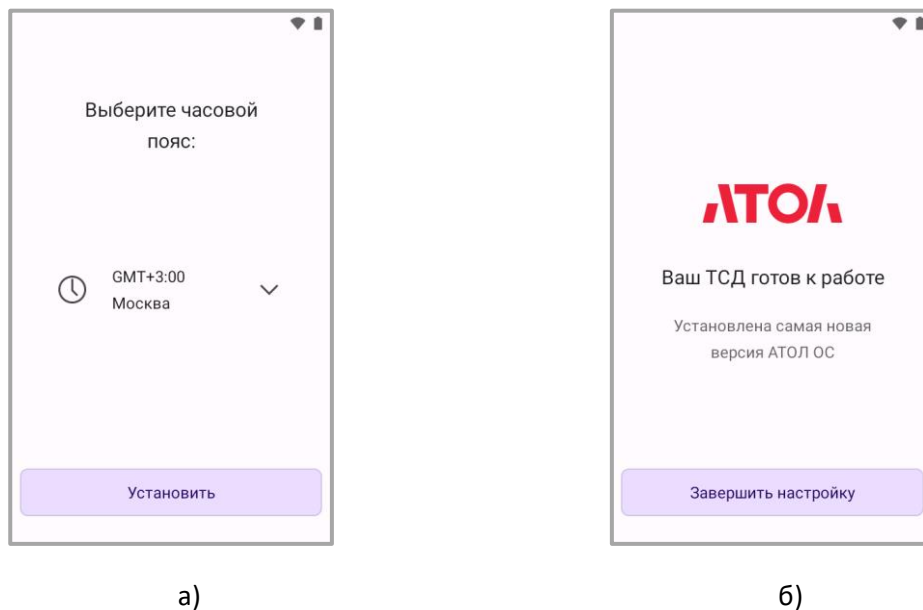 Выберите часовой
пояс:
GMT+3:00
Москва
Установить
а)
АТОЛ
Ваш ТСД готов к работе
Установлена самая новая
версия АТОЛ ОС
Завершить настройку
б)